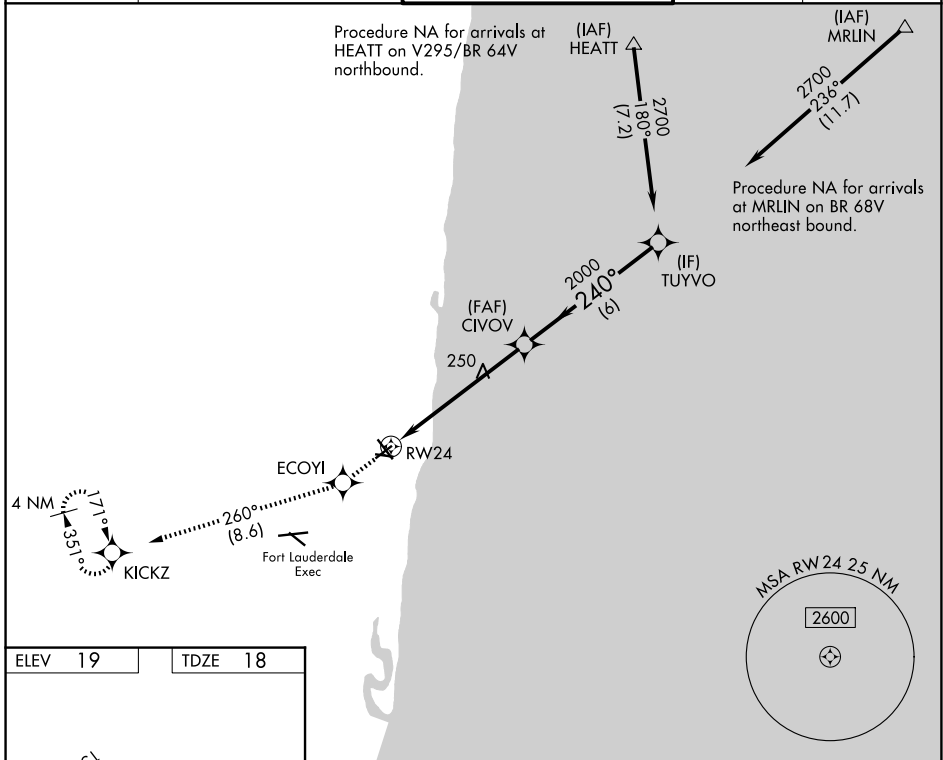 Procedure NA for arrivals at
HEATT on V295/BR 64V
northbound.
(IAF)
HEATT
(IAF)
MRLIN
2700
180°
(7.2)
2700
236°
(11.7)
Procedure NA for arrivals
at MRLIN on BR 68V
northeast bound.
(IF)
TUYVO
2000
240°
(6)
(FAF)
CIVOV
250
RW24
ECOYI
4 NM
171°
351°
KICKZ
260°
(8.6)
Fort Lauderdale
Exec
MSA RW24 25 NM
2600
ELEV 19
TDZE 18